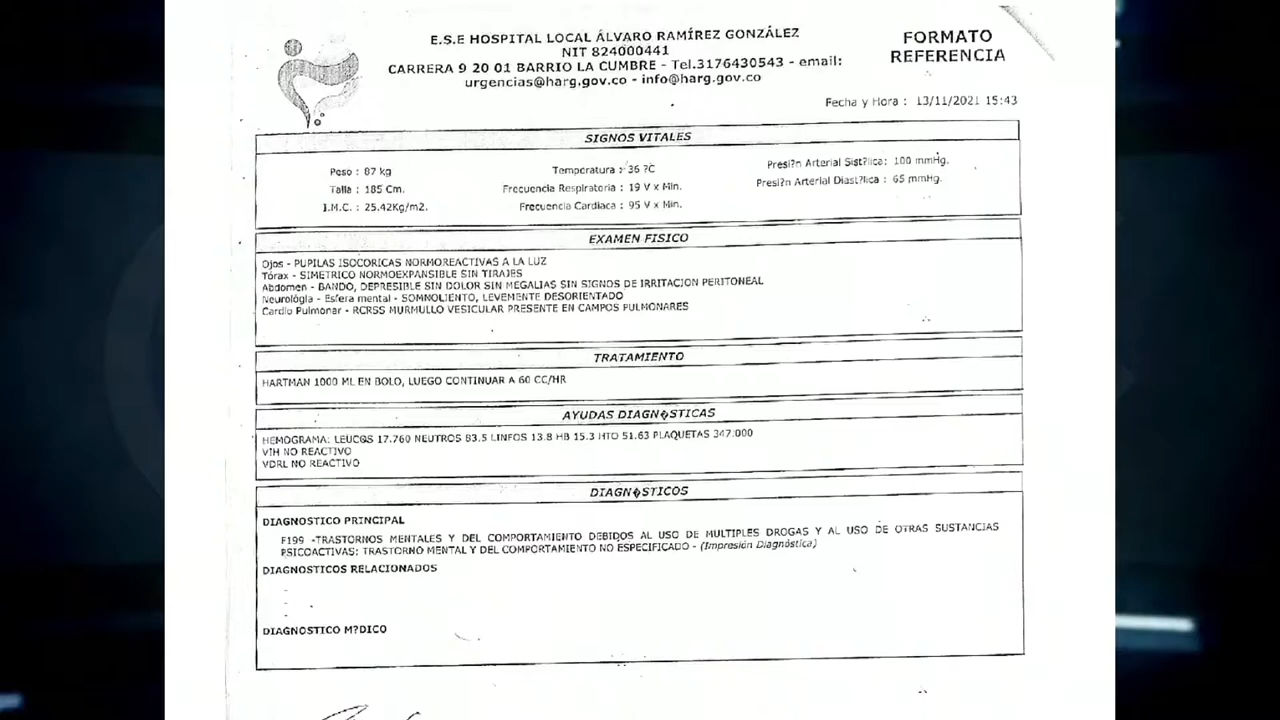 E.S.E HOSPITAL LOCAL ÁLVARO RAMÍREZ GONZÁLEZ
NIT 824000441
CARRERA 9 20 01 BARRIO LA CUMBRE - Tel.3176430543 - email:
urgencias@harg.gov.co - info@harg.gov.co
FORMATO
REFERENCIA
Fecha y Hora : 13/11/2021 15:43
SIGNOS VITALES
Peso : 87 kg
Talla : 185 Cm.
I.M.C. : 25.42Kg/m2.
Temperatura : 36 ?C
Frecuencia Respiratoria : 19 V x Min.
Frecuencia Cardiaca : 95 V x Min.
Presi?n Arterial Sist?lica: 100 mmHg.
Presi?n Arterial Diast?lica : 65 mmHg.
EXAMEN FISICO
Ojos - PUPILAS ISOCORICAS NORMOREACTIVAS A LA LUZ
Tórax - SIMETRICO NORMOEXPANSIBLE SIN TIRAJES
Abdomen - BANDO, DEPRESIBLE SIN DOLOR SIN MEGALIAS SIN SIGNOS DE IRRITACION PERITONEAL
Neurológia - Esfera mental - SOMNOLIENTO, LEVEMENTE DESORIENTADO
Cardio Pulmonar - RCRSS MURMULLO VESICULAR PRESENTE EN CAMPOS PULMONARES
TRATAMIENTO
HARTMAN 1000 ML EN BOLO, LUEGO CONTINUAR A 60 CC/HR
AYUDAS DIAGN�STICAS
HEMOGRAMA: LEUCOS 17.760 NEUTROS 83.5 LINFOS 13.8 HB 15.3 HTO 51.63 PLAQUETAS 347.000
VIH NO REACTIVO
VDRL NO REACTIVO
DIAGN�STICOS
DIAGNOSTICO PRINCIPAL
F199 -TRASTORNOS MENTALES Y DEL COMPORTAMIENTO DEBIDOS AL USO DE MULTIPLES DROGAS Y AL USO DE OTRAS SUSTANCIAS
PSICOACTIVAS: TRASTORNO MENTAL Y DEL COMPORTAMIENTO NO ESPECIFICADO - (Impresión Diagnóstica)
DIAGNOSTICOS RELACIONADOS
-
-
-
DIAGNOSTICO M?DICO